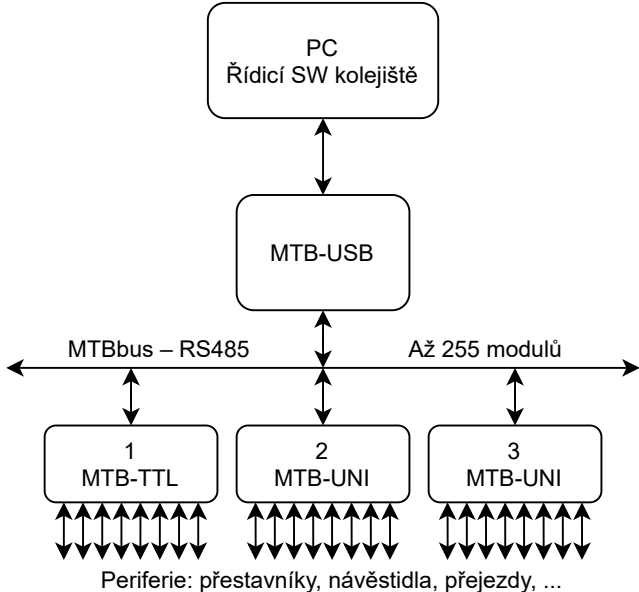 PC
Řídicí SW kolejiště
MTB-USB
MTBbus – RS485
Až 255 modulů
1
MTB-TTL
2
MTB-UNI
3
MTB-UNI
Periferie: přestavníky, návěstidla, přejezdy, ...